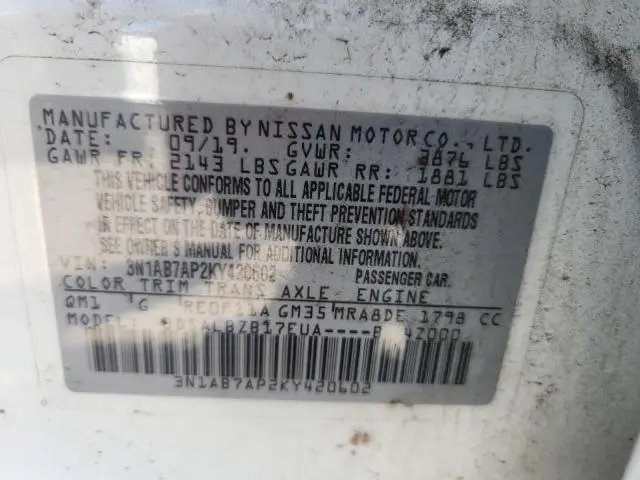 MANUFACTURED BY NISSAN MOTOR CO., LTD.
DATE: 09/19. GVWR: 3876 LBS
GAWR FR: 2143 LBS GAWR RR: 1881 LBS
THIS VEHICLE CONFORMS TO ALL APPLICABLE FEDERAL MOTOR
VEHICLE SAFETY, BUMPER AND THEFT PREVENTION STANDARDS
IN EFFECT ON THE DATE OF MANUFACTURE SHOWN ABOVE.
SEE OWNER'S MANUAL FOR ADDITIONAL INFORMATION.
VIN: 3N1AB7AP2KY420602 PASSENGER CAR.
COLOR TRIM TRANS AXLE ENGINE
QM1 G RE0F11A GM35 MRA8DE 1798 CC
MODEL:
3N1AB7AP2KY420602